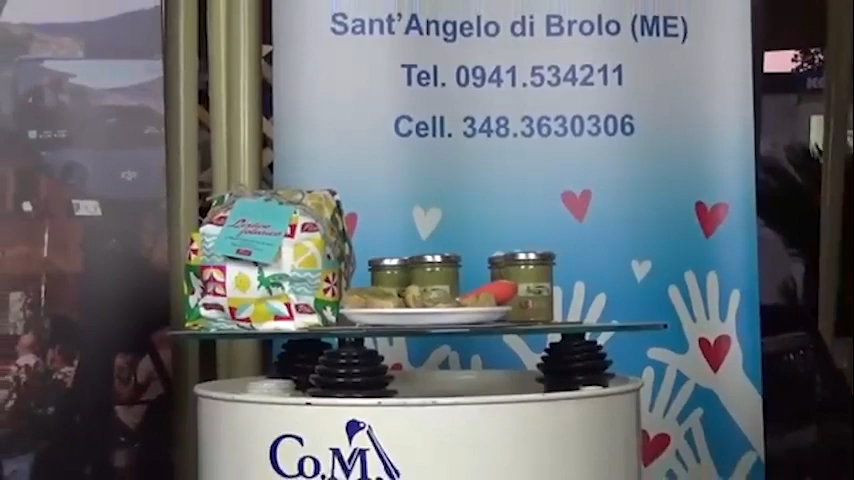 Sant'Angelo di Brolo (ME)
Tel. 0941.534211
Cell. 348.3630306
Co.M.